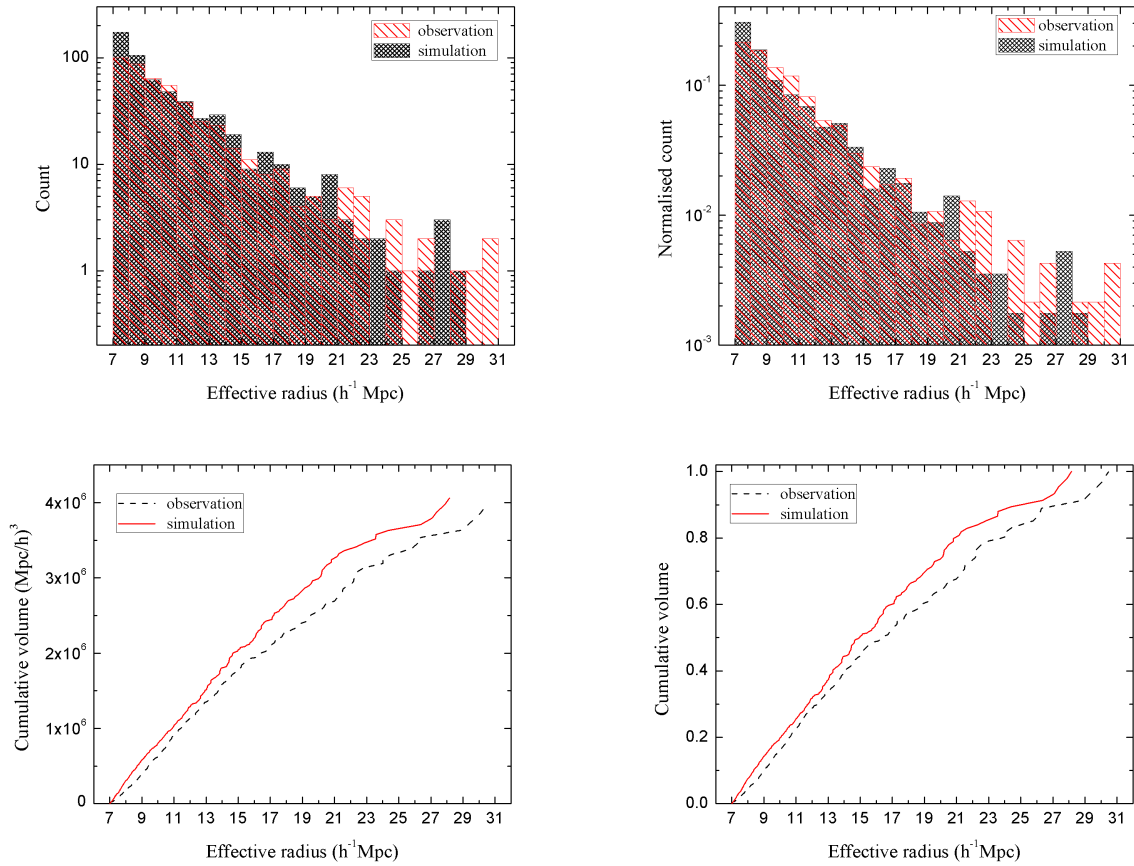 observation
simulation
Count
100
10
1
7 9 11 13 15 17 19 21 23 25 27 29 31
Effective radius (h⁻¹ Mpc)
observation
simulation
Normalised count
10⁻¹
10⁻²
10⁻³
7 9 11 13 15 17 19 21 23 25 27 29 31
Effective radius (h⁻¹ Mpc)
observation
simulation
Cumulative volume (Mpc/h)³
4x10⁶
3x10⁶
2x10⁶
1x10⁶
0
7 9 11 13 15 17 19 21 23 25 27 29 31
Effective radius (h⁻¹Mpc)
observation
simulation
Cumulative volume
1.0
0.8
0.6
0.4
0.2
0.0
7 9 11 13 15 17 19 21 23 25 27 29 31
Effective radius (h⁻¹Mpc)